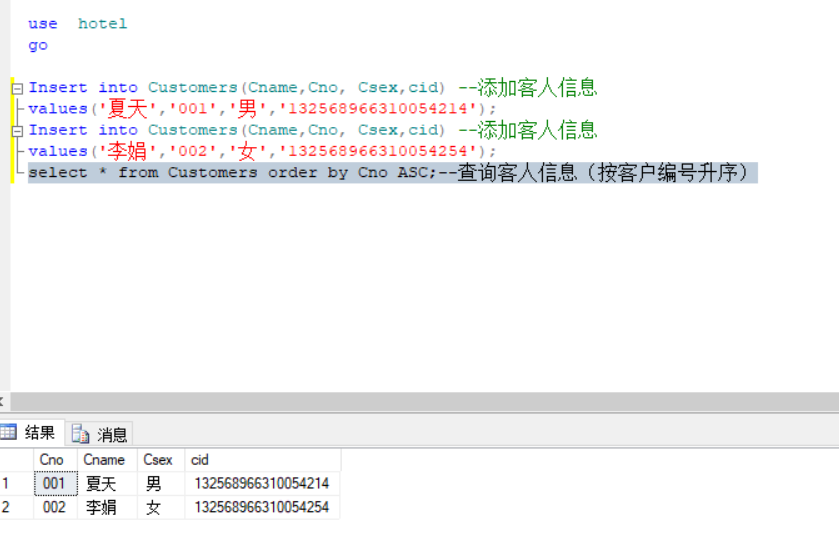 use  hotel
go
Insert into Customers(Cname,Cno, Csex,cid) --添加客人信息
values('夏天','001','男','132568966310054214');
Insert into Customers(Cname,Cno, Csex,cid) --添加客人信息
values('李娟','002','女','132568966310054254');
select * from Customers order by Cno ASC;--查询客人信息（按客户编号升序）
结果 消息
Cno Cname Csex cid
1 001 夏天 男 132568966310054214
2 002 李娟 女 132568966310054254